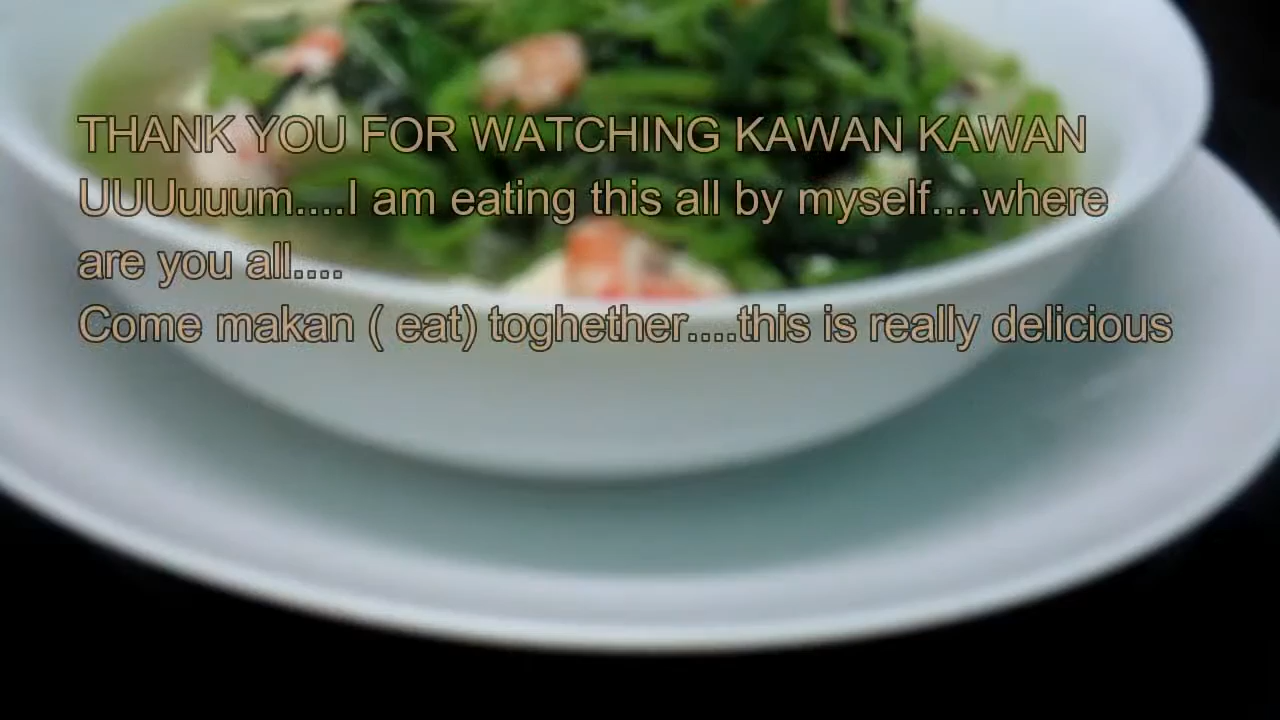 THANK YOU FOR WATCHING KAWAN KAWAN
UUUuuum....I am eating this all by myself....where
are you all....
Come makan ( eat) toghether....this is really delicious